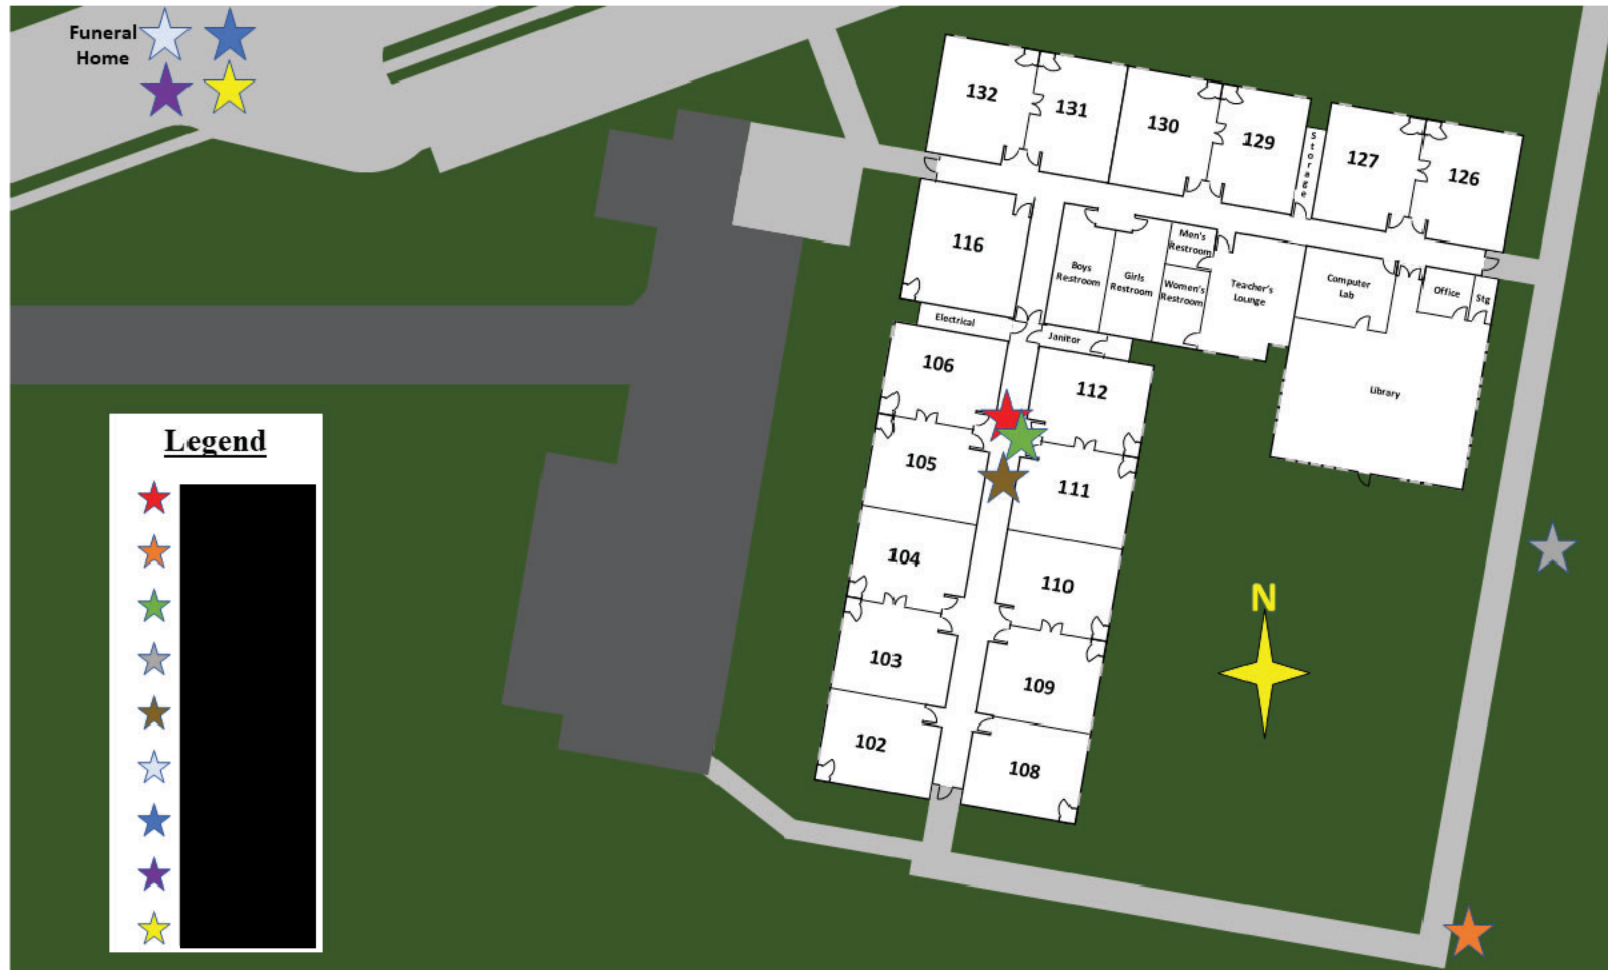 Funeral
Home
132
131
130
129
Storage
127
126
116
Boys
Restroom
Girls
Restroom
Men's
Restroom
Women's
Restroom
Teacher's
Lounge
Computer
Lab
Office
Stg
Electrical
Janitor
Library
106
112
105
111
104
110
103
109
102
108
N
Legend